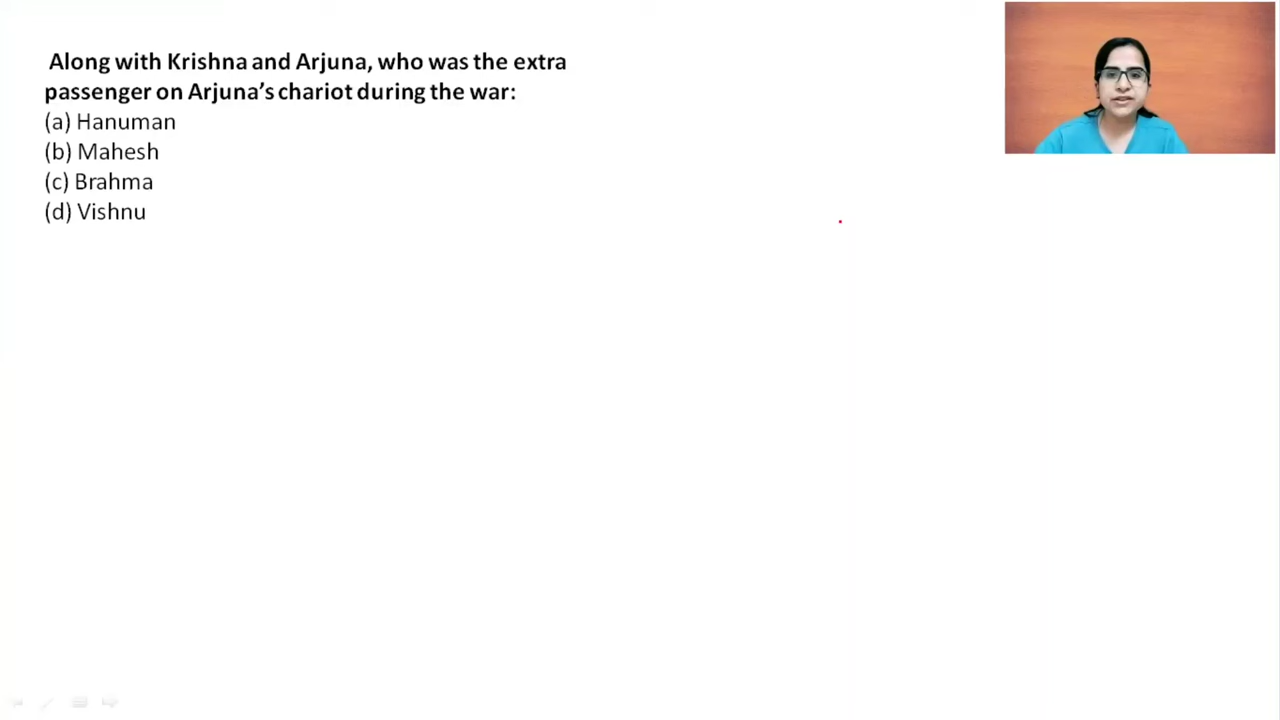 Along with Krishna and Arjuna, who was the extra
passenger on Arjuna’s chariot during the war:
(a) Hanuman
(b) Mahesh
(c) Brahma
(d) Vishnu